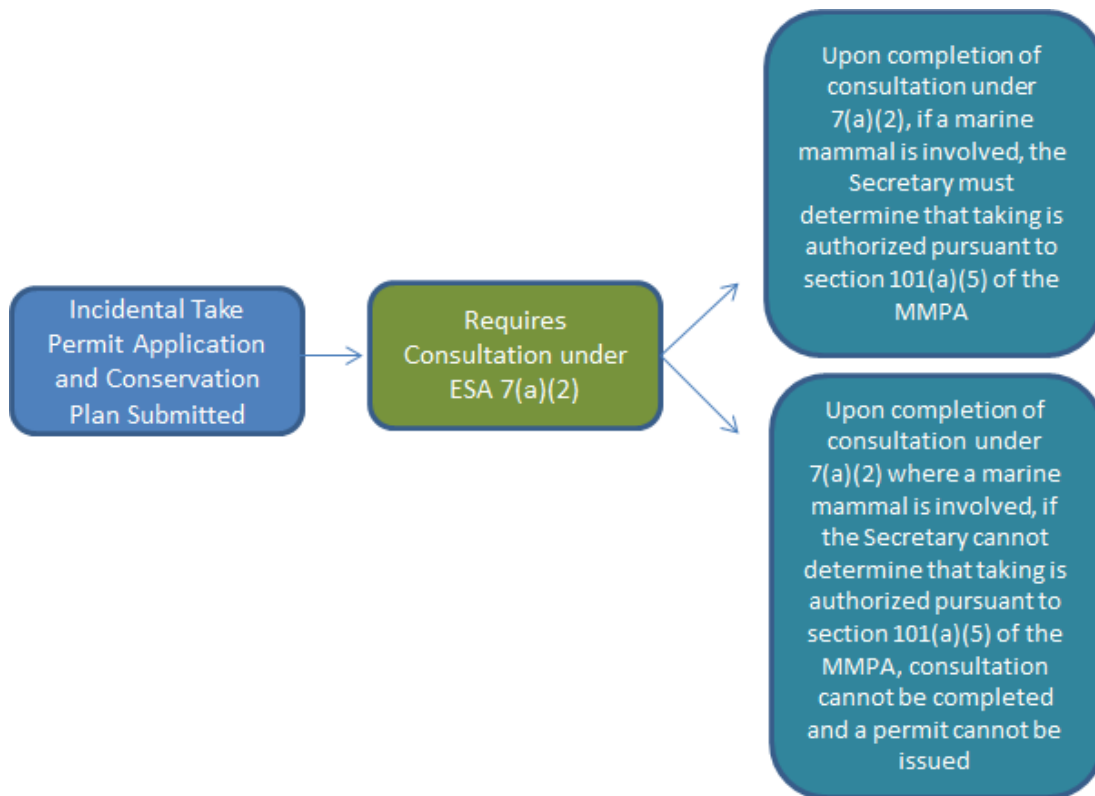 Incidental Take
Permit Application
and Conservation
Plan Submitted
Requires
Consultation under
ESA 7(a)(2)
Upon completion of
consultation under
7(a)(2), if a marine
mammal is involved, the
Secretary must
determine that taking is
authorized pursuant to
section 101(a)(5) of the
MMPA
Upon completion of
consultation under
7(a)(2) where a marine
mammal is involved, if
the Secretary cannot
determine that taking is
authorized pursuant to
section 101(a)(5) of the
MMPA, consultation
cannot be completed
and a permit cannot be
issued